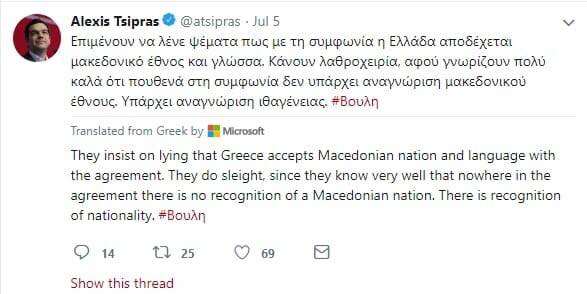 Alexis Tsipras @atsipras · Jul 5
Επιμένουν να λένε ψέματα πως με τη συμφωνία η Ελλάδα αποδέχεται
μακεδονικό έθνος και γλώσσα. Κάνουν λαθροχειρία, αφού γνωρίζουν πολύ
καλά ότι πουθενά στη συμφωνία δεν υπάρχει αναγνώριση μακεδονικού
έθνους. Υπάρχει αναγνώριση ιθαγένειας. #Βουλη
Translated from Greek by Microsoft
They insist on lying that Greece accepts Macedonian nation and language with
the agreement. They do sleight, since they know very well that nowhere in the
agreement there is no recognition of a Macedonian nation. There is recognition
of nationality. #Βουλη
14 25 69
Show this thread